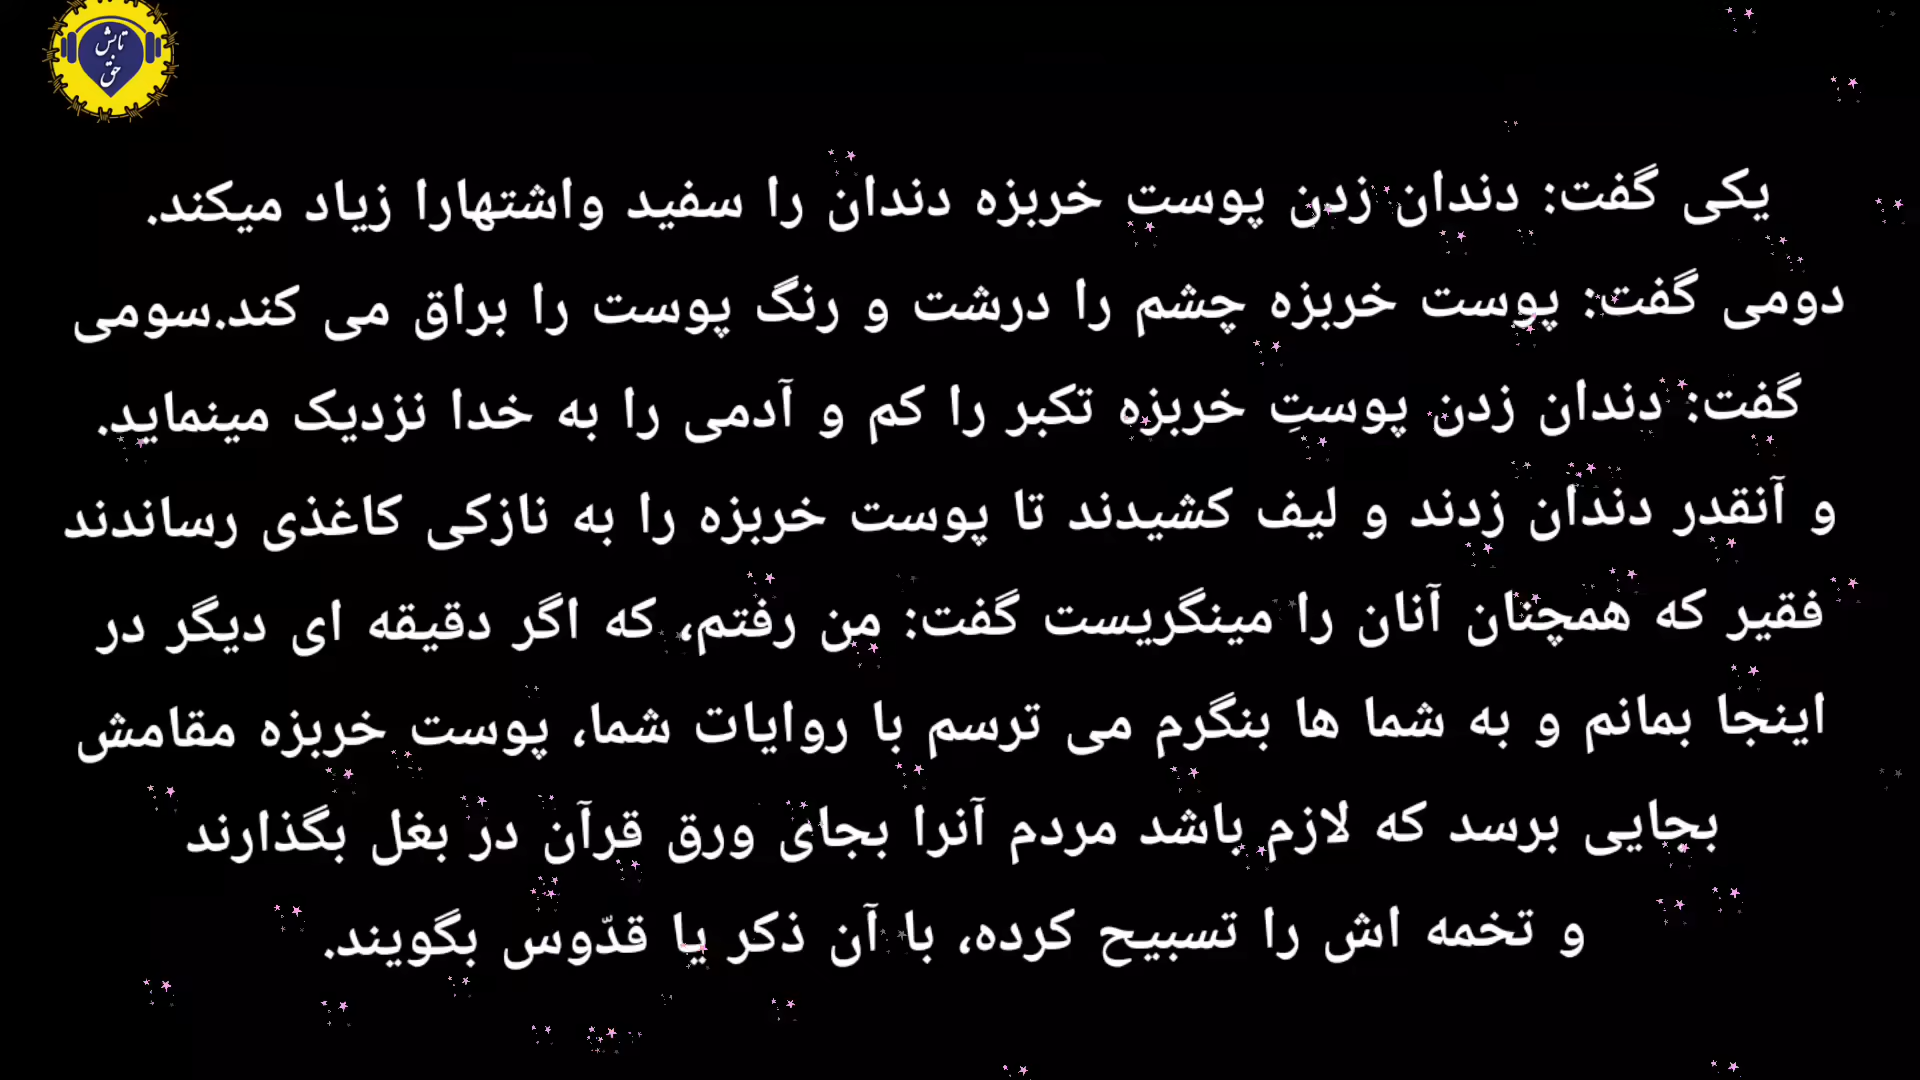 تابش
حق
یکی گفت: دندان زدن پوست خربزه دندان را سفید واشتهارا زیاد میکند.
دومی گفت: پوست خربزه چشم را درشت و رنگ پوست را براق می کند.سومی
گفت: دندان زدن پوستِ خربزه تکبر را کم و آدمی را به خدا نزدیک مینماید.
و آنقدر دندان زدند و لیف کشیدند تا پوست خربزه را به نازکی کاغذی رساندند
فقیر که همچنان آنان را مینگریست گفت: من رفتم، که اگر دقیقه ای دیگر در
اینجا بمانم و به شما ها بنگرم می ترسم با روایات شما، پوست خربزه مقامش
بجایی برسد که لازم باشد مردم آنرا بجای ورق قرآن در بغل بگذارند
و تخمه اش را تسبیح کرده، با آن ذکر یا قدّوس بگویند.